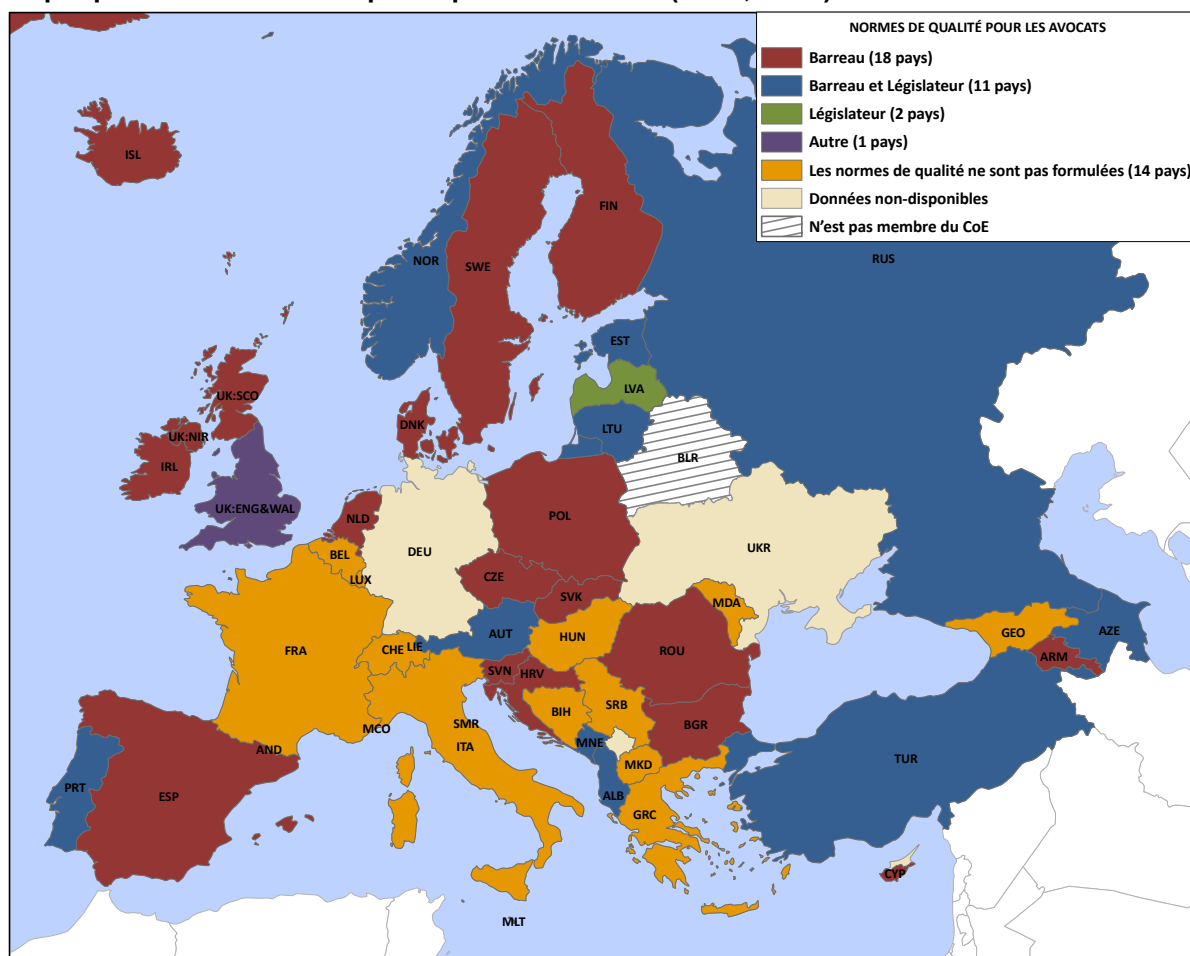 NORMES DE QUALITÉ POUR LES AVOCATS
Barreau (18 pays)
Barreau et Législateur (11 pays)
Législateur (2 pays)
Autre (1 pays)
Les normes de qualité ne sont pas formulées (14 pays)
Données non-disponibles
N'est pas membre du CoE
ISL
FIN
NOR
SWE
RUS
EST
LVA
UK:SCO
DNK
LTU
UK:NIR
IRL
BLR
UK:ENG&WAL
NLD
POL
DEU
BEL
UKR
LUX
CZE
SVK
MDA
AUT
HUN
GEO
AZE
FRA
CHE
LIE
ROU
ARM
SVN
HRV
BIH
SRB
SMR
MCO
BGR
MNE
ITA
AND
MKD
TUR
PRT
ESP
ALB
GRC
CYP
MLT